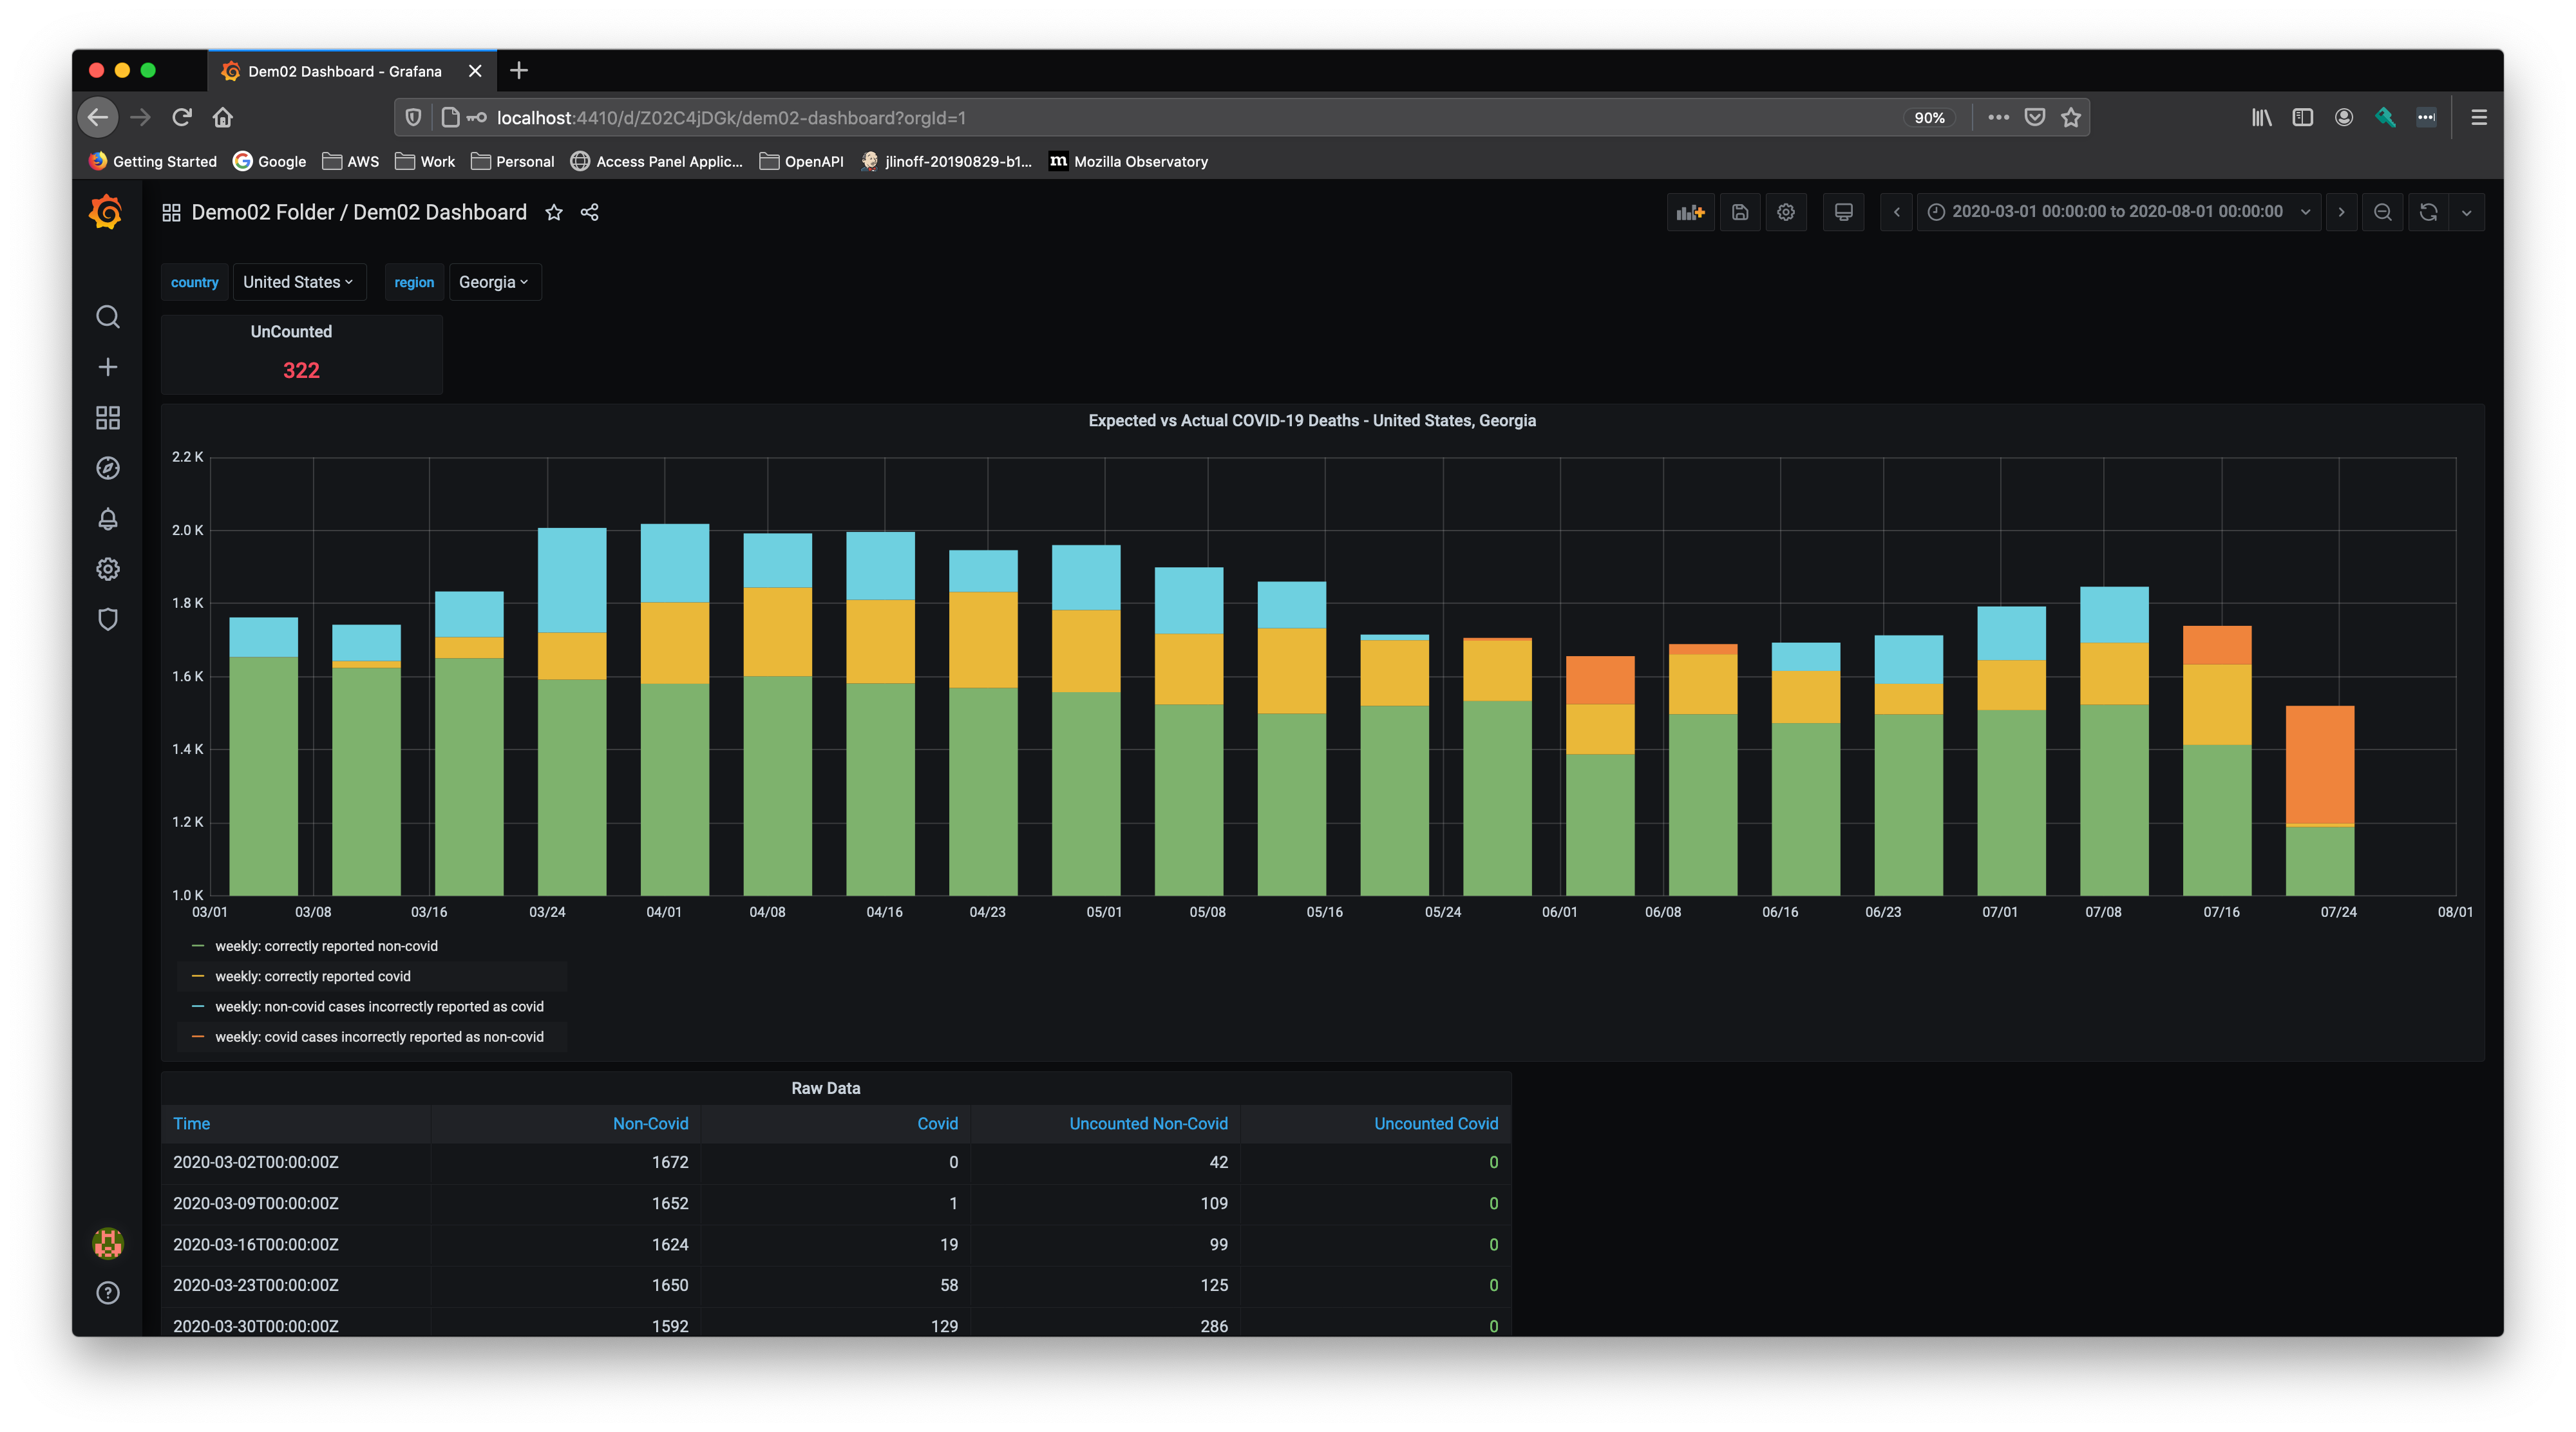 Dem02 Dashboard - Grafana
localhost:4410/d/Z02C4jDGk/dem02-dashboard?orgId=1 90%
Getting Started Google AWS Work Personal Access Panel Applic... OpenAPI jlinoff-20190829-b1... m Mozilla Observatory
Demo02 Folder / Dem02 Dashboard 2020-03-01 00:00:00 to 2020-08-01 00:00:00
country United States region Georgia
UnCounted
322
Expected vs Actual COVID-19 Deaths - United States, Georgia
2.2 K
2.0 K
1.8 K
1.6 K
1.4 K
1.2 K
1.0 K
03/01 03/08 03/16 03/24 04/01 04/08 04/16 04/23 05/01 05/08 05/16 05/24 06/01 06/08 06/16 06/23 07/01 07/08 07/16 07/24 08/01
weekly: correctly reported non-covid
weekly: correctly reported covid
weekly: non-covid cases incorrectly reported as covid
weekly: covid cases incorrectly reported as non-covid
Raw Data
Time Non-Covid Covid Uncounted Non-Covid Uncounted Covid
2020-03-02T00:00:00Z 1672 0 42 0
2020-03-09T00:00:00Z 1652 1 109 0
2020-03-16T00:00:00Z 1624 19 99 0
2020-03-23T00:00:00Z 1650 58 125 0
2020-03-30T00:00:00Z 1592 129 286 0